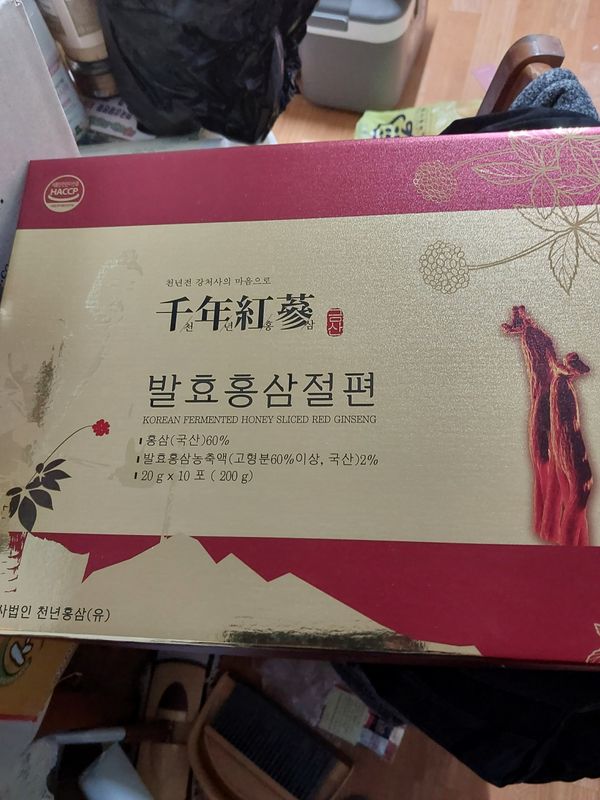 HACCP
천년전 강처사의 마음으로
千年紅蔘
천 년 홍 삼
금사
발효홍삼절편
KOREAN FERMENTED HONEY SLICED RED GINSENG
홍삼(국산)60%
발효홍삼농축액(고형분60%이상, 국산)2%
20 g x 10 포 ( 200 g)
사법인 천년홍삼(유)